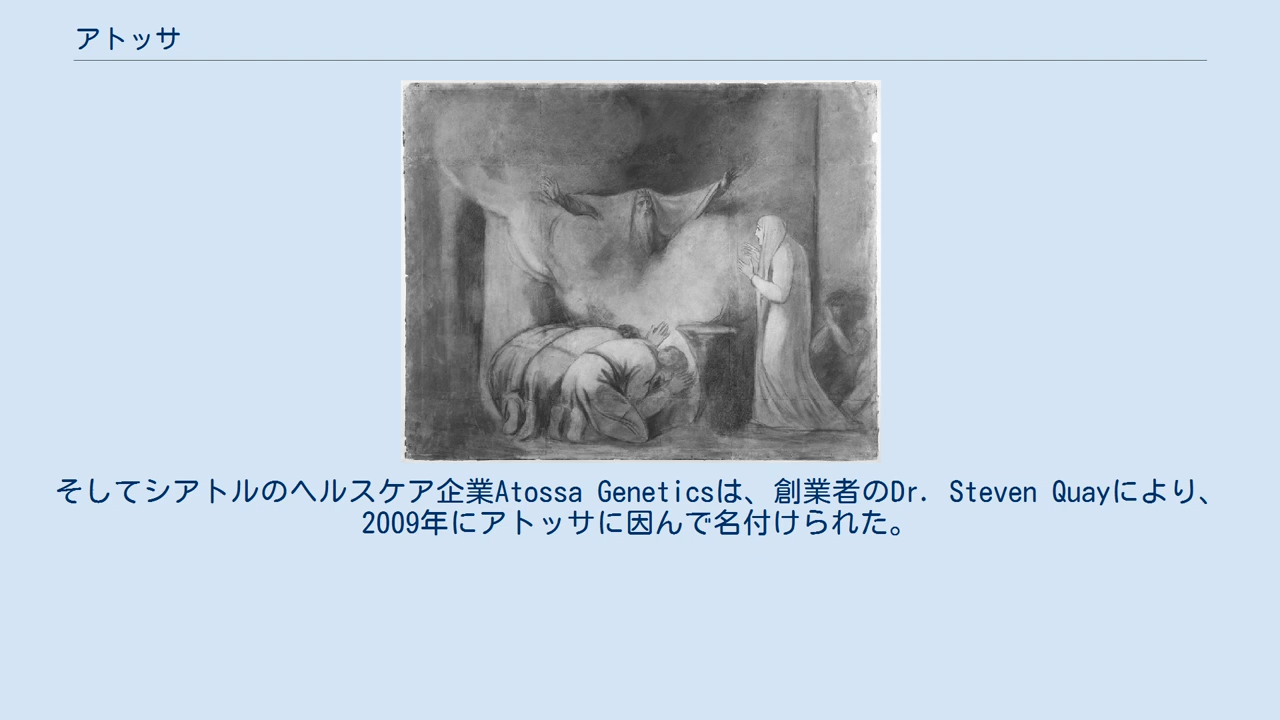 アトッサ
そしてシアトルのヘルスケア企業Atossa Geneticsは、創業者のDr. Steven Quayにより、
2009年にアトッサに因んで名付けられた。